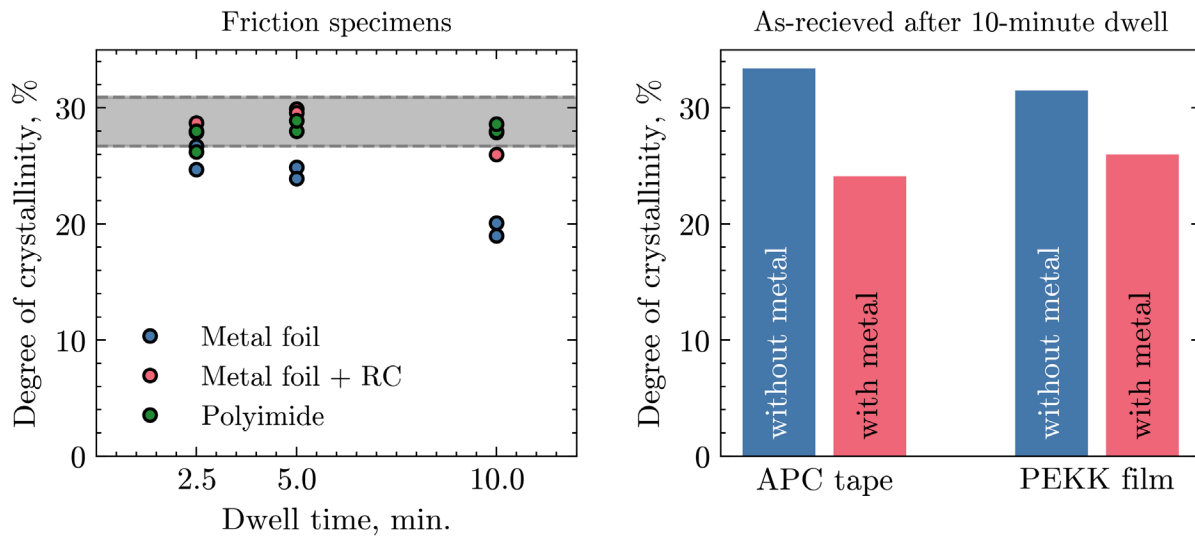 Friction specimens
Degree of crystallinity, %
30
20
10
0
Metal foil
Metal foil + RC
Polyimide
2.5 5.0 10.0
Dwell time, min.
As-recieved after 10-minute dwell
Degree of crystallinity, %
30
20
10
0
without metal
with metal
without metal
with metal
APC tape PEKK film